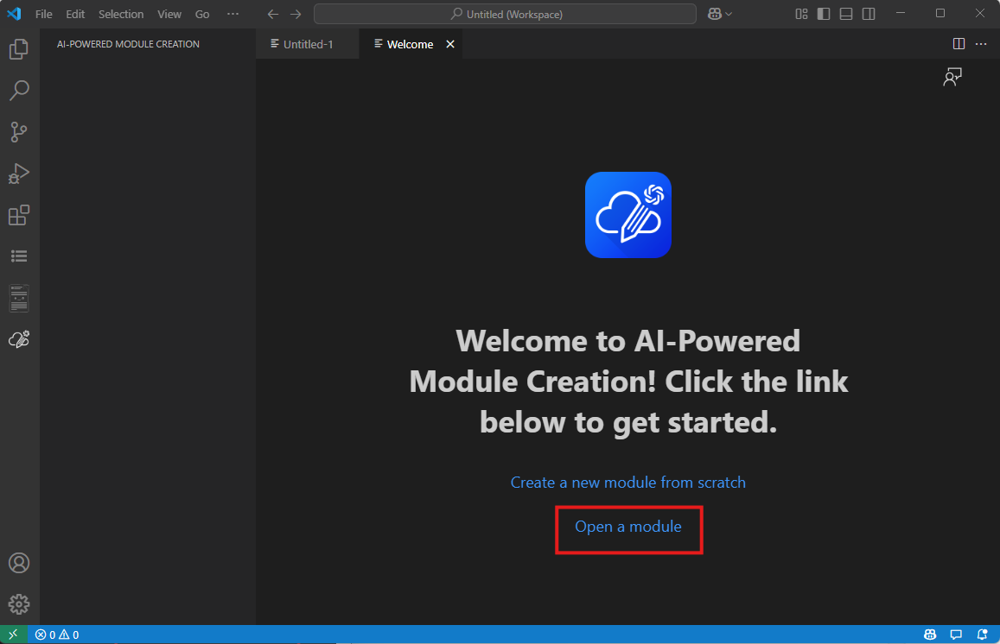 File Edit Selection View Go ··· Untitled (Workspace)
AI-POWERED MODULE CREATION
Untitled-1 Welcome
Welcome to AI-Powered
Module Creation! Click the link
below to get started.
Create a new module from scratch
Open a module
0 0